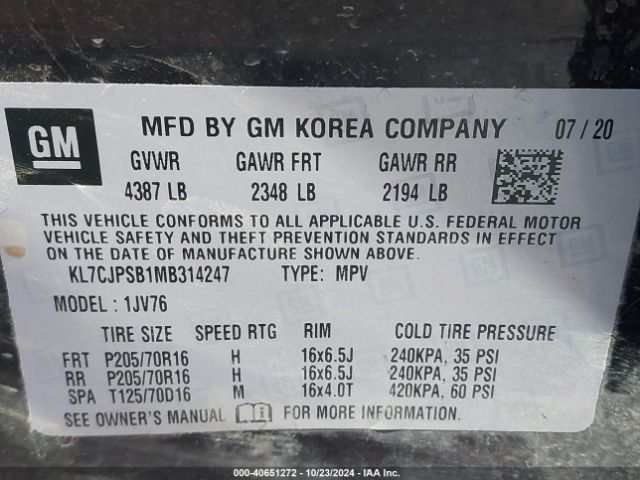 GM
MFD BY GM KOREA COMPANY 07/20
GVWR GAWR FRT GAWR RR
4387 LB 2348 LB 2194 LB
THIS VEHICLE CONFORMS TO ALL APPLICABLE U.S. FEDERAL MOTOR
VEHICLE SAFETY AND THEFT PREVENTION STANDARDS IN EFFECT
ON THE DATE OF MANUFACTURE SHOWN ABOVE.
KL7CJPSB1MB314247 TYPE: MPV
MODEL: 1JV76
TIRE SIZE SPEED RTG RIM COLD TIRE PRESSURE
FRT P205/70R16 H 16x6.5J 240KPA, 35 PSI
RR P205/70R16 H 16x6.5J 240KPA, 35 PSI
SPA T125/70D16 M 16x4.0T 420KPA, 60 PSI
SEE OWNER'S MANUAL FOR MORE INFORMATION.
000-40651272 - 10/23/2024 - IAA Inc.